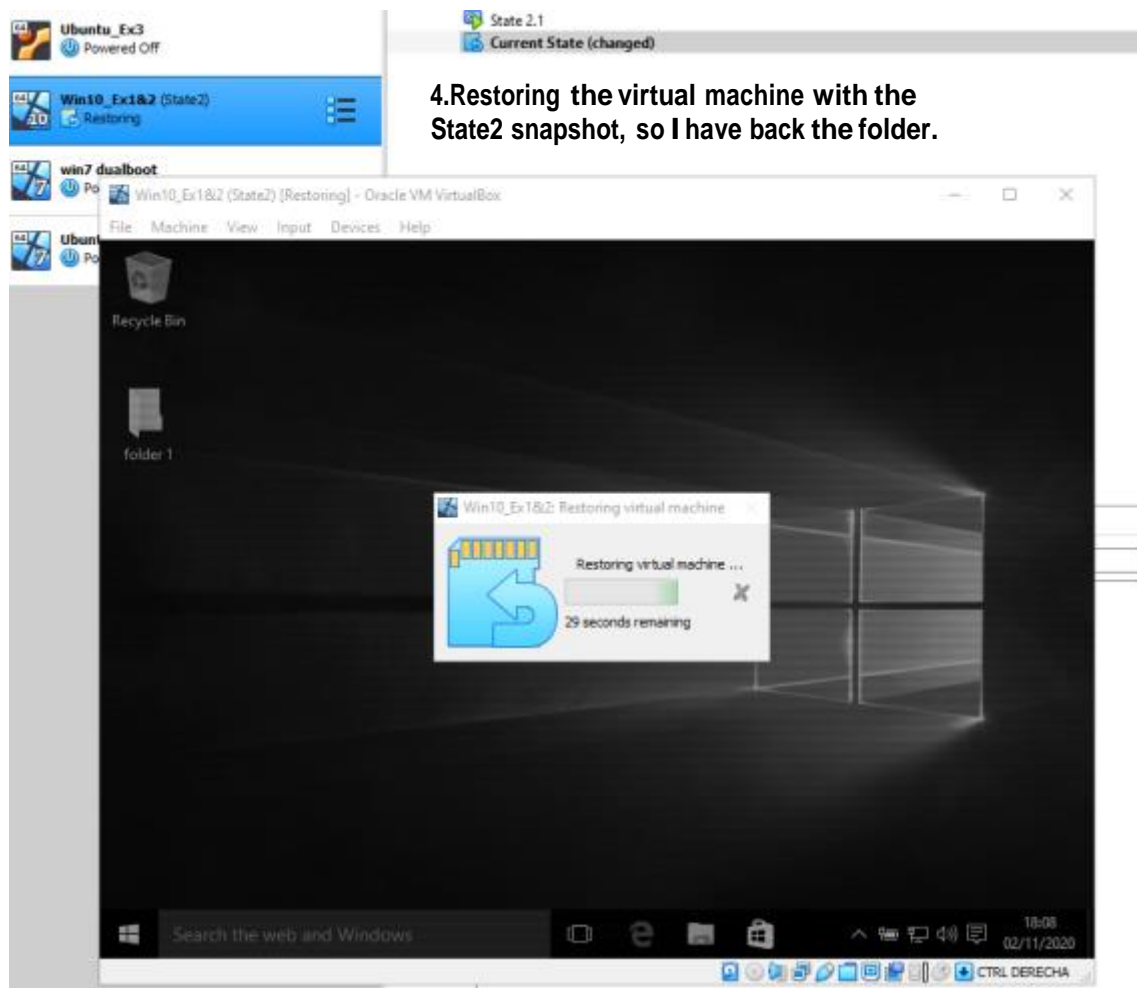 Ubuntu_Ex3
Powered Off
State 2.1
Current State (changed)
Win10_Ex1&2 (State2)
Restoring
4.Restoring the virtual machine with the
State2 snapshot, so I have back the folder.
win7 dualboot
Po
Win10_Ex1&2 (State2) [Restoring] - Oracle VM VirtualBox
File Machine View Input Devices Help
Ubunt
Po
Recycle Bin
folder 1
Win10_Ex1&2: Restoring virtual machine
Restoring virtual machine ...
29 seconds remaining
Search the web and Windows
18:08
02/11/2020
CTRL DERECHA